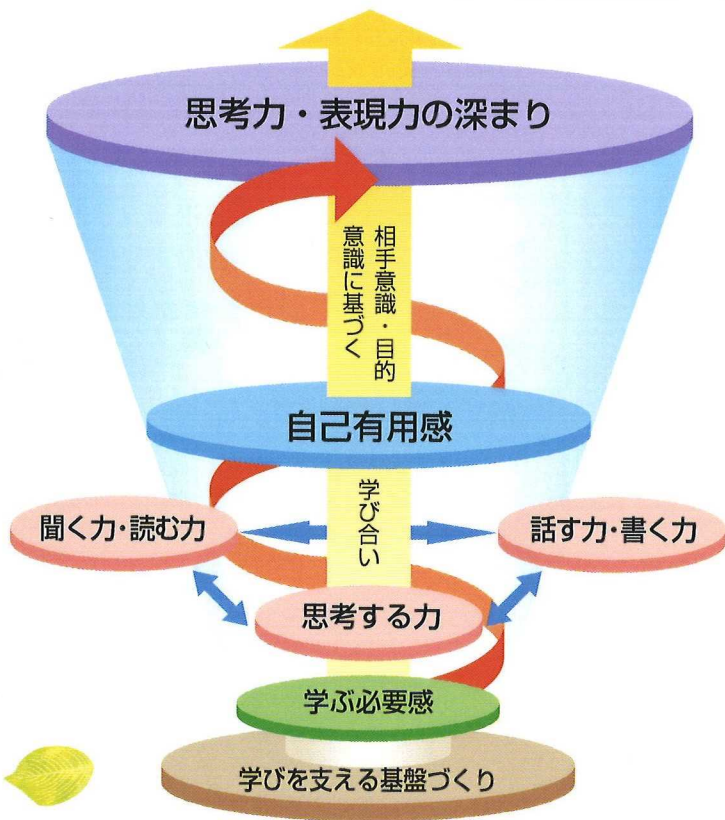 思考力・表現力の深まり
相手意識・目的
意識に基づく
自己有用感
学び合い
聞く力・読む力
話す力・書く力
思考する力
学ぶ必要感
学びを支える基盤づくり